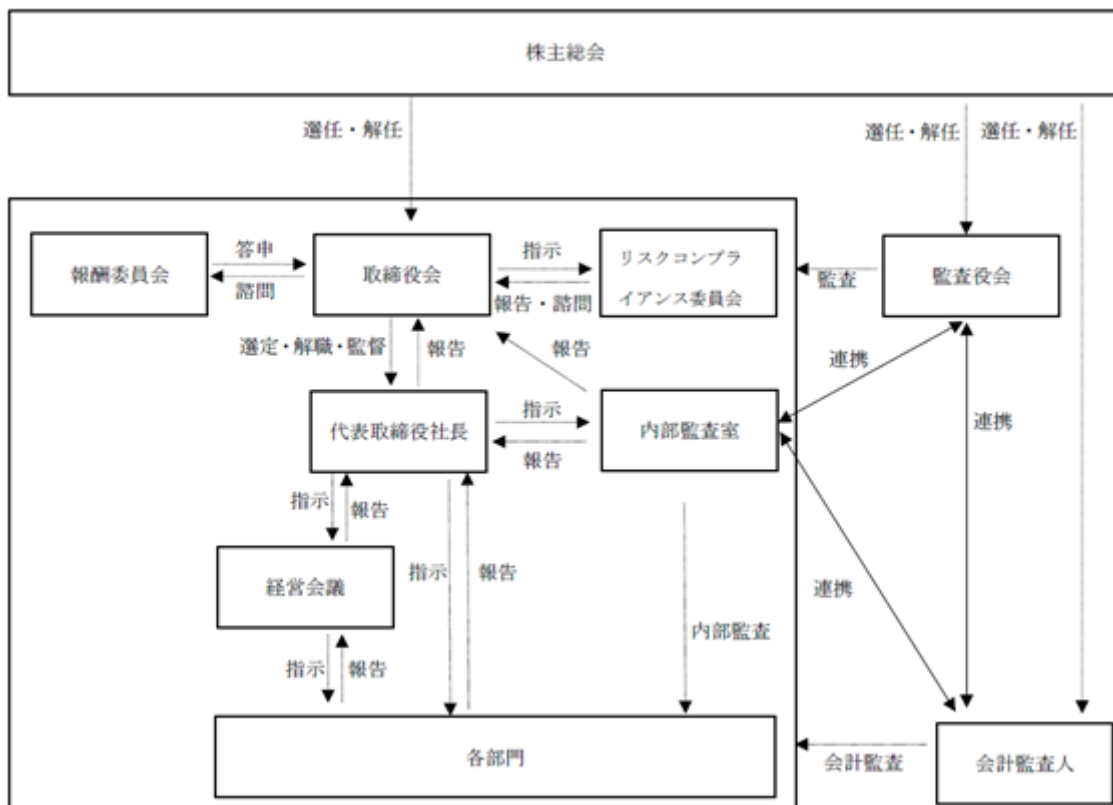 株主総会
選任・解任
選任・解任
選任・解任
報酬委員会
答申
諮問
取締役会
指示
報告・諮問
リスクコンプラ
イアンス委員会
監査
監査役会
選定・解職・監督
報告
報告
連携
代表取締役社長
指示
報告
内部監査室
連携
指示
報告
経営会議
指示
報告
連携
内部監査
指示
報告
各部門
会計監査
会計監査人